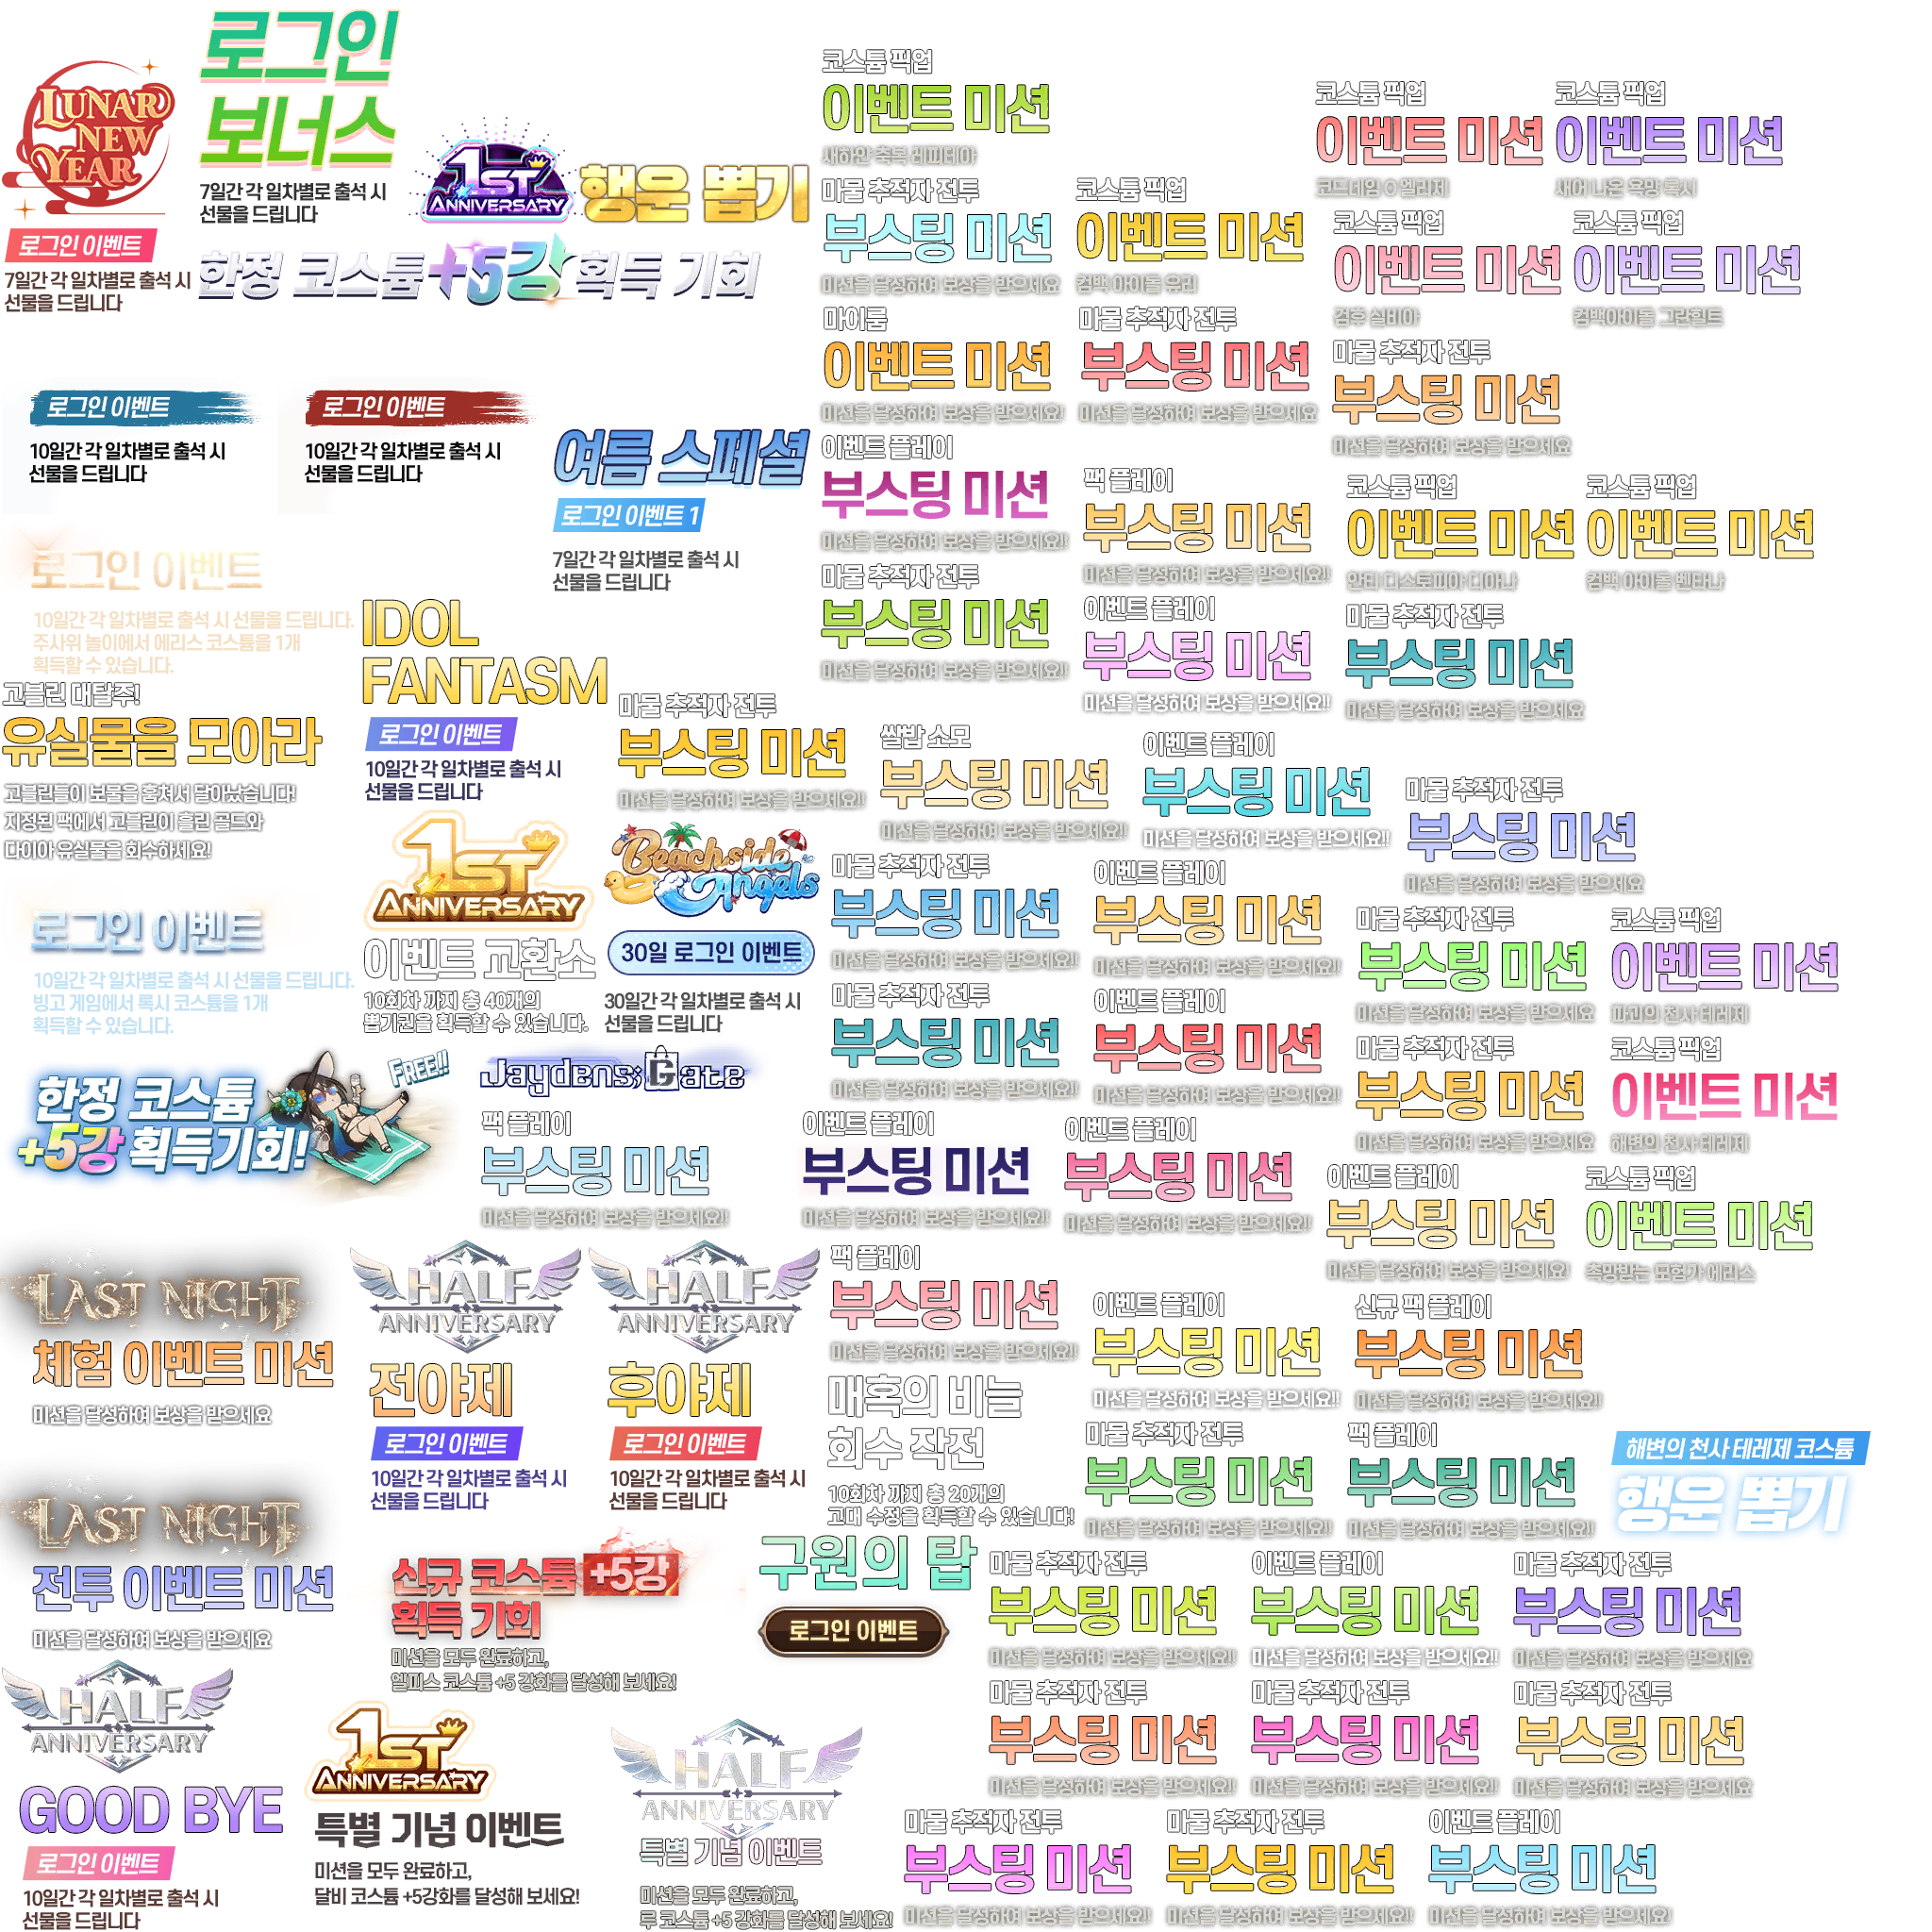 LUNAR
NEW
YEAR
로그인 이벤트
7일간 각 일차별로 출석 시
선물을 드립니다
로그인
보너스
7일간 각 일차별로 출석 시
선물을 드립니다
1ST
ANNIVERSARY
행운 뽑기
한정 코스튬 +5강 획득 기회
로그인 이벤트
10일간 각 일차별로 출석 시
선물을 드립니다
로그인 이벤트
10일간 각 일차별로 출석 시
선물을 드립니다
여름 스페셜
로그인 이벤트 1
7일간 각 일차별로 출석 시
선물을 드립니다
로그인 이벤트
10일간 각 일차별로 출석 시 선물을 드립니다.
주사위 놀이에서 에리스 코스튬을 1개
획득할 수 있습니다.
IDOL
FANTASM
로그인 이벤트
10일간 각 일차별로 출석 시
선물을 드립니다
고블린 대탈주!
유실물을 모아라
고블린들이 보물을 훔쳐서 달아났습니다!
지정된 팩에서 고블린이 흘린 골드와
다이아 유실물을 회수하세요!
로그인 이벤트
10일간 각 일차별로 출석 시 선물을 드립니다.
빙고 게임에서 록시 코스튬을 1개
획득할 수 있습니다.
1ST
ANNIVERSARY
이벤트 교환소
10회차 까지 총 40개의
뽑기권을 획득할 수 있습니다.
Beachside
Angels
30일 로그인 이벤트
30일간 각 일차별로 출석 시
선물을 드립니다
한정 코스튬
+5강 획득기회!
FREE!!
Jaydens;Gate
팩 플레이
부스팅 미션
미션을 달성하여 보상을 받으세요!!
이벤트 플레이
부스팅 미션
미션을 달성하여 보상을 받으세요!!
이벤트 플레이
부스팅 미션
미션을 달성하여 보상을 받으세요!!
LAST NIGHT
체험 이벤트 미션
미션을 달성하여 보상을 받으세요
LAST NIGHT
전투 이벤트 미션
미션을 달성하여 보상을 받으세요
HALF
ANNIVERSARY
전야제
로그인 이벤트
10일간 각 일차별로 출석 시
선물을 드립니다
HALF
ANNIVERSARY
후야제
로그인 이벤트
10일간 각 일차별로 출석 시
선물을 드립니다
신규 코스튬 +5강
획득 기회
미션을 모두 완료하고,
엘피스 코스튬 +5 강화를 달성해 보세요!
구원의 탑
로그인 이벤트
HALF
ANNIVERSARY
GOOD BYE
로그인 이벤트
10일간 각 일차별로 출석 시
선물을 드립니다
1ST
ANNIVERSARY
특별 기념 이벤트
미션을 모두 완료하고,
달비 코스튬 +5강화를 달성해 보세요!
HALF
ANNIVERSARY
특별 기념 이벤트
미션을 모두 완료하고,
루 코스튬 +5 강화를 달성해 보세요!
코스튬 픽업
이벤트 미션
새하얀 축복 레피테아
마물 추적자 전투
부스팅 미션
미션을 달성하여 보상을 받으세요
마이룸
이벤트 미션
미션을 달성하여 보상을 받으세요!
이벤트 플레이
부스팅 미션
미션을 달성하여 보상을 받으세요!!
마물 추적자 전투
부스팅 미션
미션을 달성하여 보상을 받으세요!!
코스튬 픽업
이벤트 미션
컴백 아이돌 유리
마물 추적자 전투
부스팅 미션
미션을 달성하여 보상을 받으세요
팩 플레이
부스팅 미션
미션을 달성하여 보상을 받으세요!!
이벤트 플레이
부스팅 미션
미션을 달성하여 보상을 받으세요!!
코스튬 픽업
이벤트 미션
코드네임 O 엘리제
코스튬 픽업
이벤트 미션
새어 나온 욕망 록시
코스튬 픽업
이벤트 미션
검후 실비아
코스튬 픽업
이벤트 미션
컴백아이돌 그란힐트
마물 추적자 전투
부스팅 미션
미션을 달성하여 보상을 받으세요
코스튬 픽업
이벤트 미션
안티 디스토피아 디아나
코스튬 픽업
이벤트 미션
컴백 아이돌 벤타나
마물 추적자 전투
부스팅 미션
미션을 달성하여 보상을 받으세요
마물 추적자 전투
부스팅 미션
미션을 달성하여 보상을 받으세요!!
쌀밥 소모
부스팅 미션
미션을 달성하여 보상을 받으세요!!
이벤트 플레이
부스팅 미션
미션을 달성하여 보상을 받으세요!!
마물 추적자 전투
부스팅 미션
미션을 달성하여 보상을 받으세요
마물 추적자 전투
부스팅 미션
미션을 달성하여 보상을 받으세요!!
이벤트 플레이
부스팅 미션
미션을 달성하여 보상을 받으세요!!
마물 추적자 전투
부스팅 미션
미션을 달성하여 보상을 받으세요
코스튬 픽업
이벤트 미션
파괴의 천사 테레제
마물 추적자 전투
부스팅 미션
미션을 달성하여 보상을 받으세요!!
이벤트 플레이
부스팅 미션
미션을 달성하여 보상을 받으세요!!
마물 추적자 전투
부스팅 미션
미션을 달성하여 보상을 받으세요
코스튬 픽업
이벤트 미션
해변의 천사 테레제
이벤트 플레이
부스팅 미션
미션을 달성하여 보상을 받으세요!
코스튬 픽업
이벤트 미션
촉망받는 모험가 에리스
팩 플레이
부스팅 미션
미션을 달성하여 보상을 받으세요!!
이벤트 플레이
부스팅 미션
미션을 달성하여 보상을 받으세요!!
신규 팩 플레이
부스팅 미션
미션을 달성하여 보상을 받으세요!!
매혹의 비늘
회수 작전
10회차 까지 총 20개의
고대 수정을 획득할 수 있습니다!
마물 추적자 전투
부스팅 미션
미션을 달성하여 보상을 받으세요!!
팩 플레이
부스팅 미션
미션을 달성하여 보상을 받으세요!!
해변의 천사 테레제 코스튬
행운 뽑기
마물 추적자 전투
부스팅 미션
미션을 달성하여 보상을 받으세요!!
이벤트 플레이
부스팅 미션
미션을 달성하여 보상을 받으세요!!
마물 추적자 전투
부스팅 미션
미션을 달성하여 보상을 받으세요
마물 추적자 전투
부스팅 미션
미션을 달성하여 보상을 받으세요!!
마물 추적자 전투
부스팅 미션
미션을 달성하여 보상을 받으세요!!
마물 추적자 전투
부스팅 미션
미션을 달성하여 보상을 받으세요
마물 추적자 전투
부스팅 미션
미션을 달성하여 보상을 받으세요!!
마물 추적자 전투
부스팅 미션
미션을 달성하여 보상을 받으세요!!
이벤트 플레이
부스팅 미션
미션을 달성하여 보상을 받으세요!!